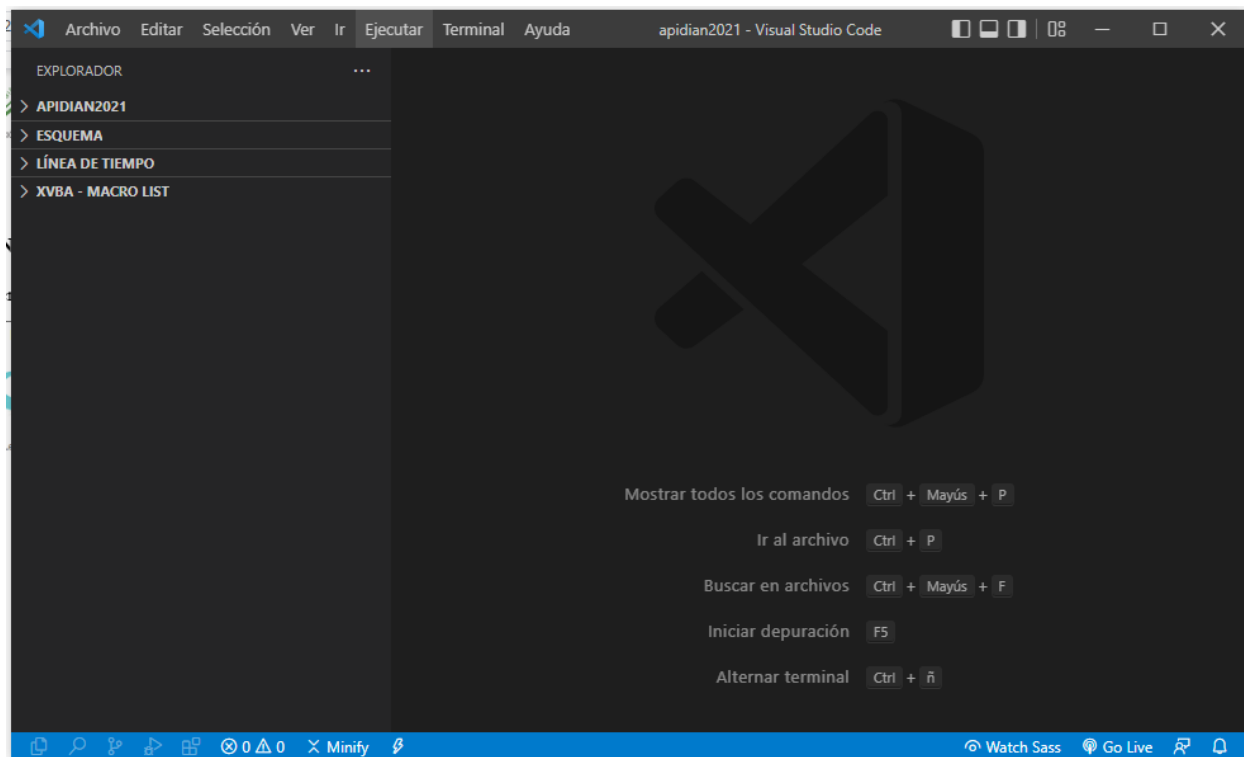 Archivo Editar Selección Ver Ir Ejecutar Terminal Ayuda apidian2021 - Visual Studio Code
EXPLORADOR ...
APIDIAN2021
ESQUEMA
LÍNEA DE TIEMPO
XVBA - MACRO LIST
Mostrar todos los comandos Ctrl + Mayús + P
Ir al archivo Ctrl + P
Buscar en archivos Ctrl + Mayús + F
Iniciar depuración F5
Alternar terminal Ctrl + ñ
0 0 Minify Watch Sass Go Live